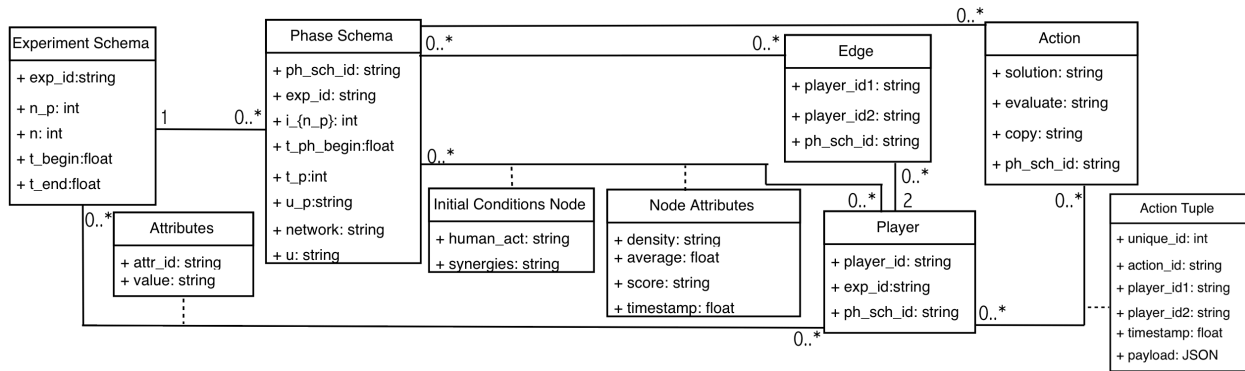 Experiment Schema
+ exp_id:string
+ n_p: int
+ n: int
+ t_begin:float
+ t_end:float
1
0..*
0..*
Phase Schema
+ ph_sch_id: string
+ exp_id: string
+ i_{n_p}: int
+ t_ph_begin:float
+ t_p:int
+ u_p:string
+ network: string
+ u: string
0..*
0..*
0..*
0..*
Edge
+ player_id1: string
+ player_id2: string
+ ph_sch_id: string
0..*
2
Action
+ solution: string
+ evaluate: string
+ copy: string
+ ph_sch_id: string
0..*
Attributes
+ attr_id: string
+ value: string
Initial Conditions Node
+ human_act: string
+ synergies: string
Node Attributes
+ density: string
+ average: float
+ score: string
+ timestamp: float
0..*
Player
+ player_id: string
+ exp_id:string
+ ph_sch_id: string
0..*
0..*
Action Tuple
+ unique_id: int
+ action_id: string
+ player_id1: string
+ player_id2: string
+ timestamp: float
+ payload: JSON